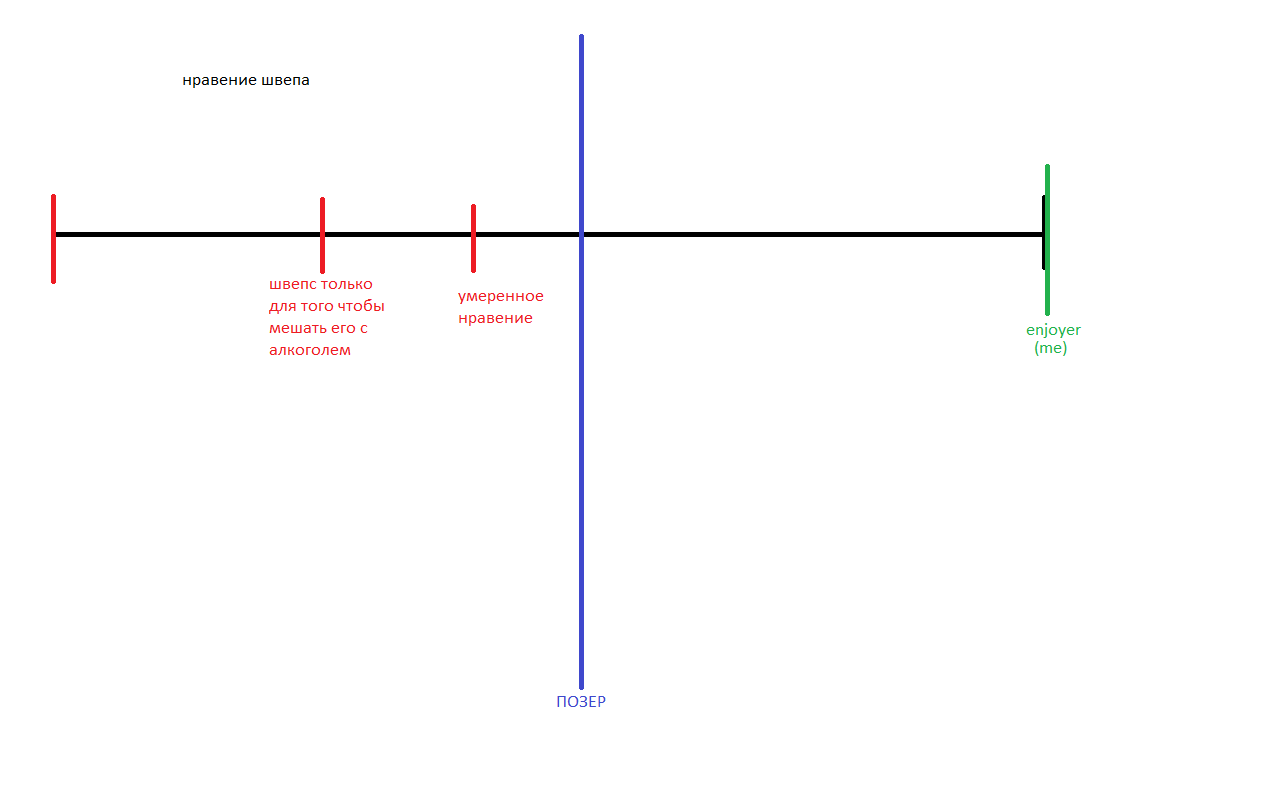 нравение швепа
швепс только
для того чтобы
мешать его с
алкоголем
умеренное
нравение
enjoyer
(me)
ПОЗЕР